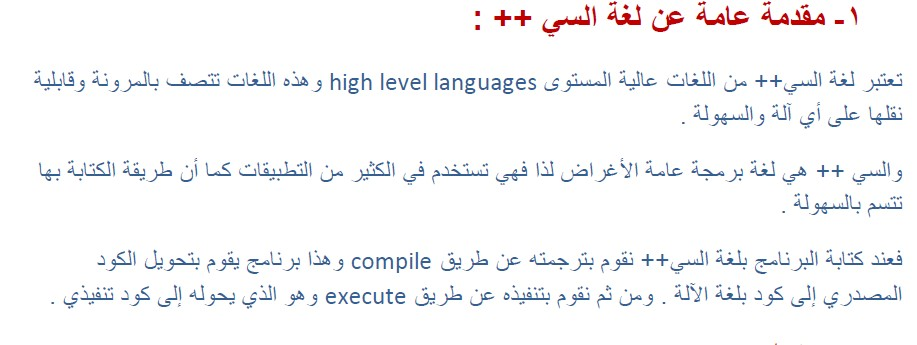 ١- مقدمة عامة عن لغة السي ++ :
تعتبر لغة السي++ من اللغات عالية المستوى high level languages وهذه اللغات تتصف بالمرونة وقابلية
نقلها على أي آلة والسهولة .
والسي ++ هي لغة برمجة عامة الأغراض لذا فهي تستخدم في الكثير من التطبيقات كما أن طريقة الكتابة بها
تتسم بالسهولة .
فعند كتابة البرنامج بلغة السي++ نقوم بترجمته عن طريق compile وهذا برنامج يقوم بتحويل الكود
المصدري إلى كود بلغة الآلة . ومن ثم نقوم بتنفيذه عن طريق execute وهو الذي يحوله إلى كود تنفيذي .